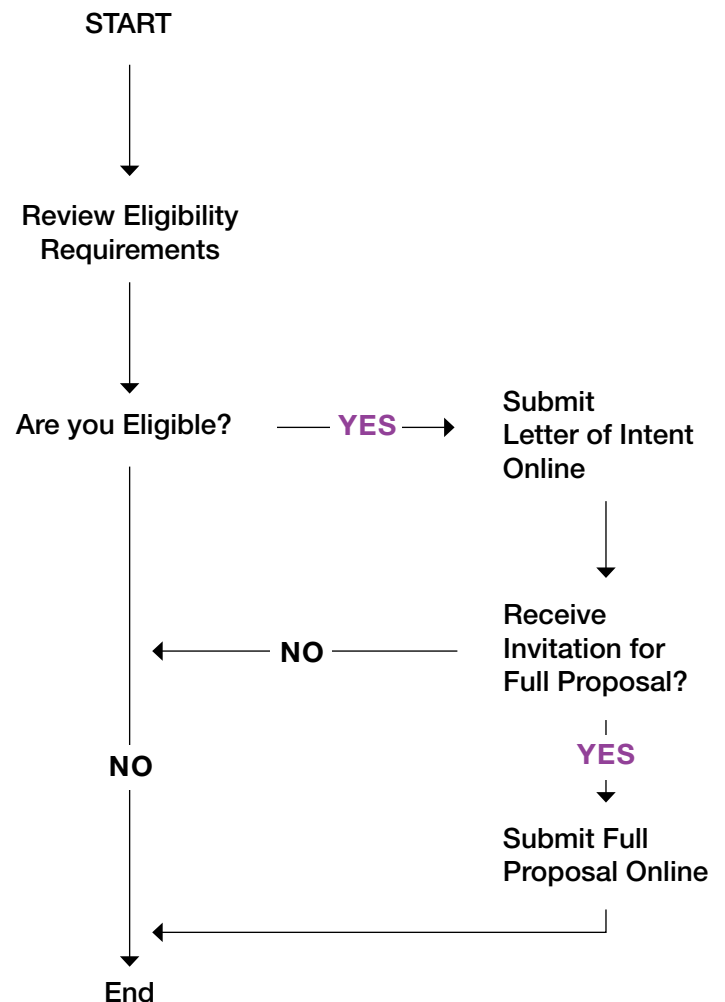 START
Review Eligibility
Requirements
Are you Eligible?
YES
Submit
Letter of Intent
Online
Receive
Invitation for
Full Proposal?
NO
YES
NO
Submit Full
Proposal Online
End